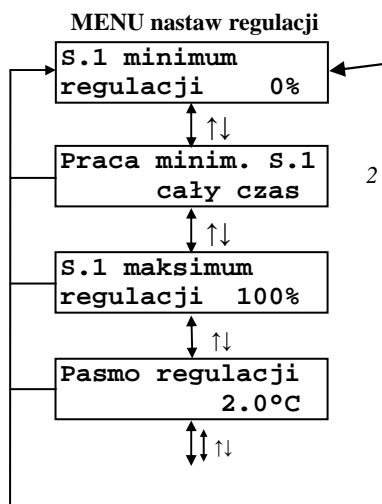 MENU nastaw regulacji
S.1 minimum
regulacji 0%
↑↓
Praca minim. S.1
cały czas
2
↑↓
S.1 maksimum
regulacji 100%
↑↓
Pasmo regulacji
2.0°C
↑↓